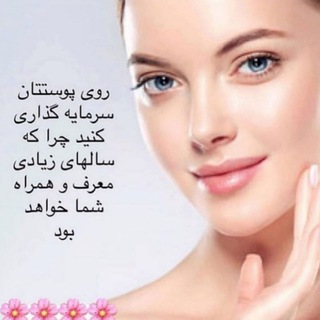 روی پوستتان
سرمایه گذاری
کنید چرا که
سالهای زیادی
معرف و همراه
شما خواهد
بود